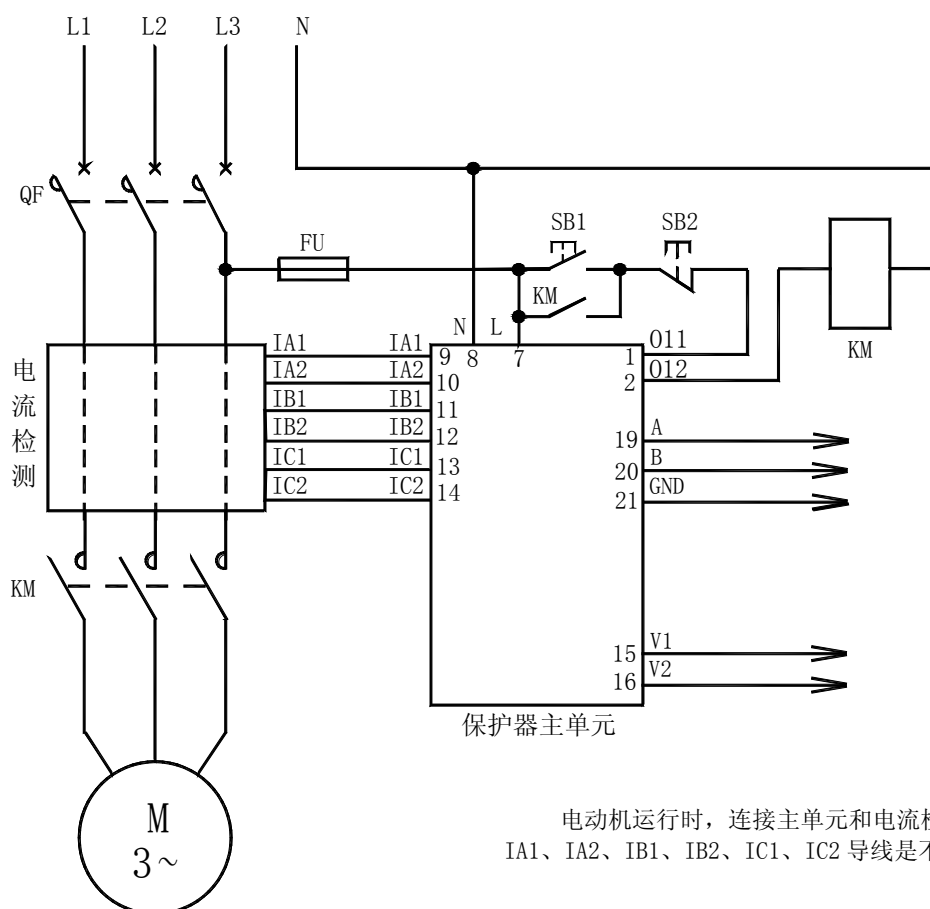 L1 L2 L3 N
QF
FU
SB1 SB2
KM
KM
N L
电流检测
IA1 IA1 9 8 7 1 O11
IA2 IA2 10 2 O12
IB1 IB1 11
IB2 IB2 12 19 A
IC1 IC1 13 20 B
IC2 IC2 14 21 GND
KM
15 V1
16 V2
保护器主单元
M
3~
电动机运行时，连接主单元和电流检
IA1、IA2、IB1、IB2、IC1、IC2 导线是不